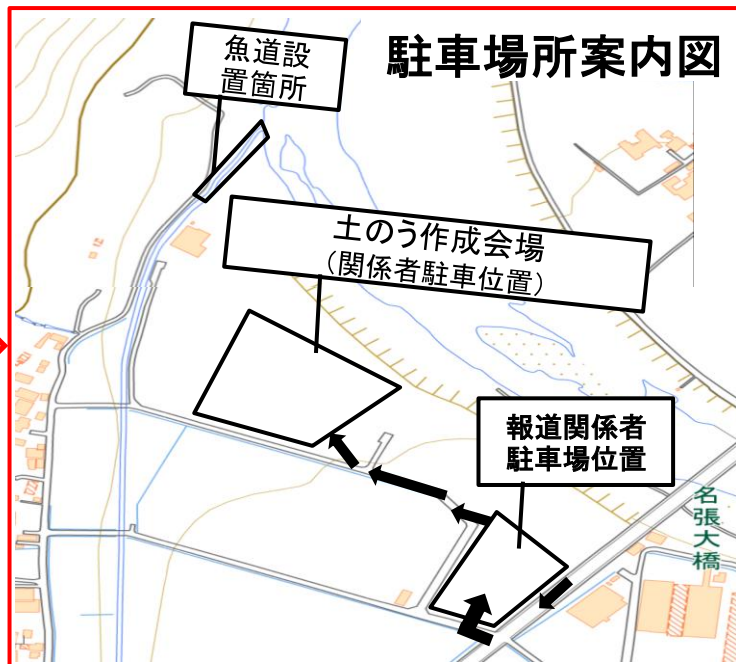 駐車場所案内図
魚道設
置箇所
土のう作成会場
(関係者駐車位置)
報道関係者
駐車場位置
名張大橋